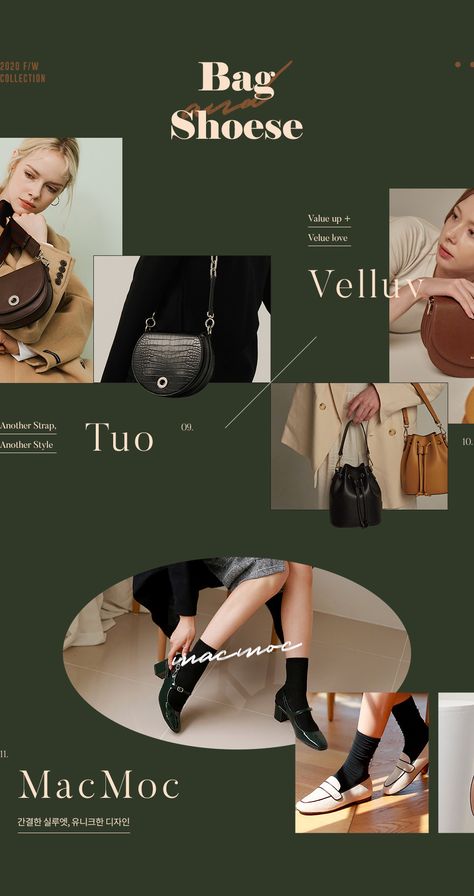 2020 F/W
COLLECTION
Bag
and
Shoese
Value up +
Velue love
Velluv
Another Strap,
Another Style
Tuo
09.
10.
macmoc
11.
MacMoc
간결한 실루엣, 유니크한 디자인